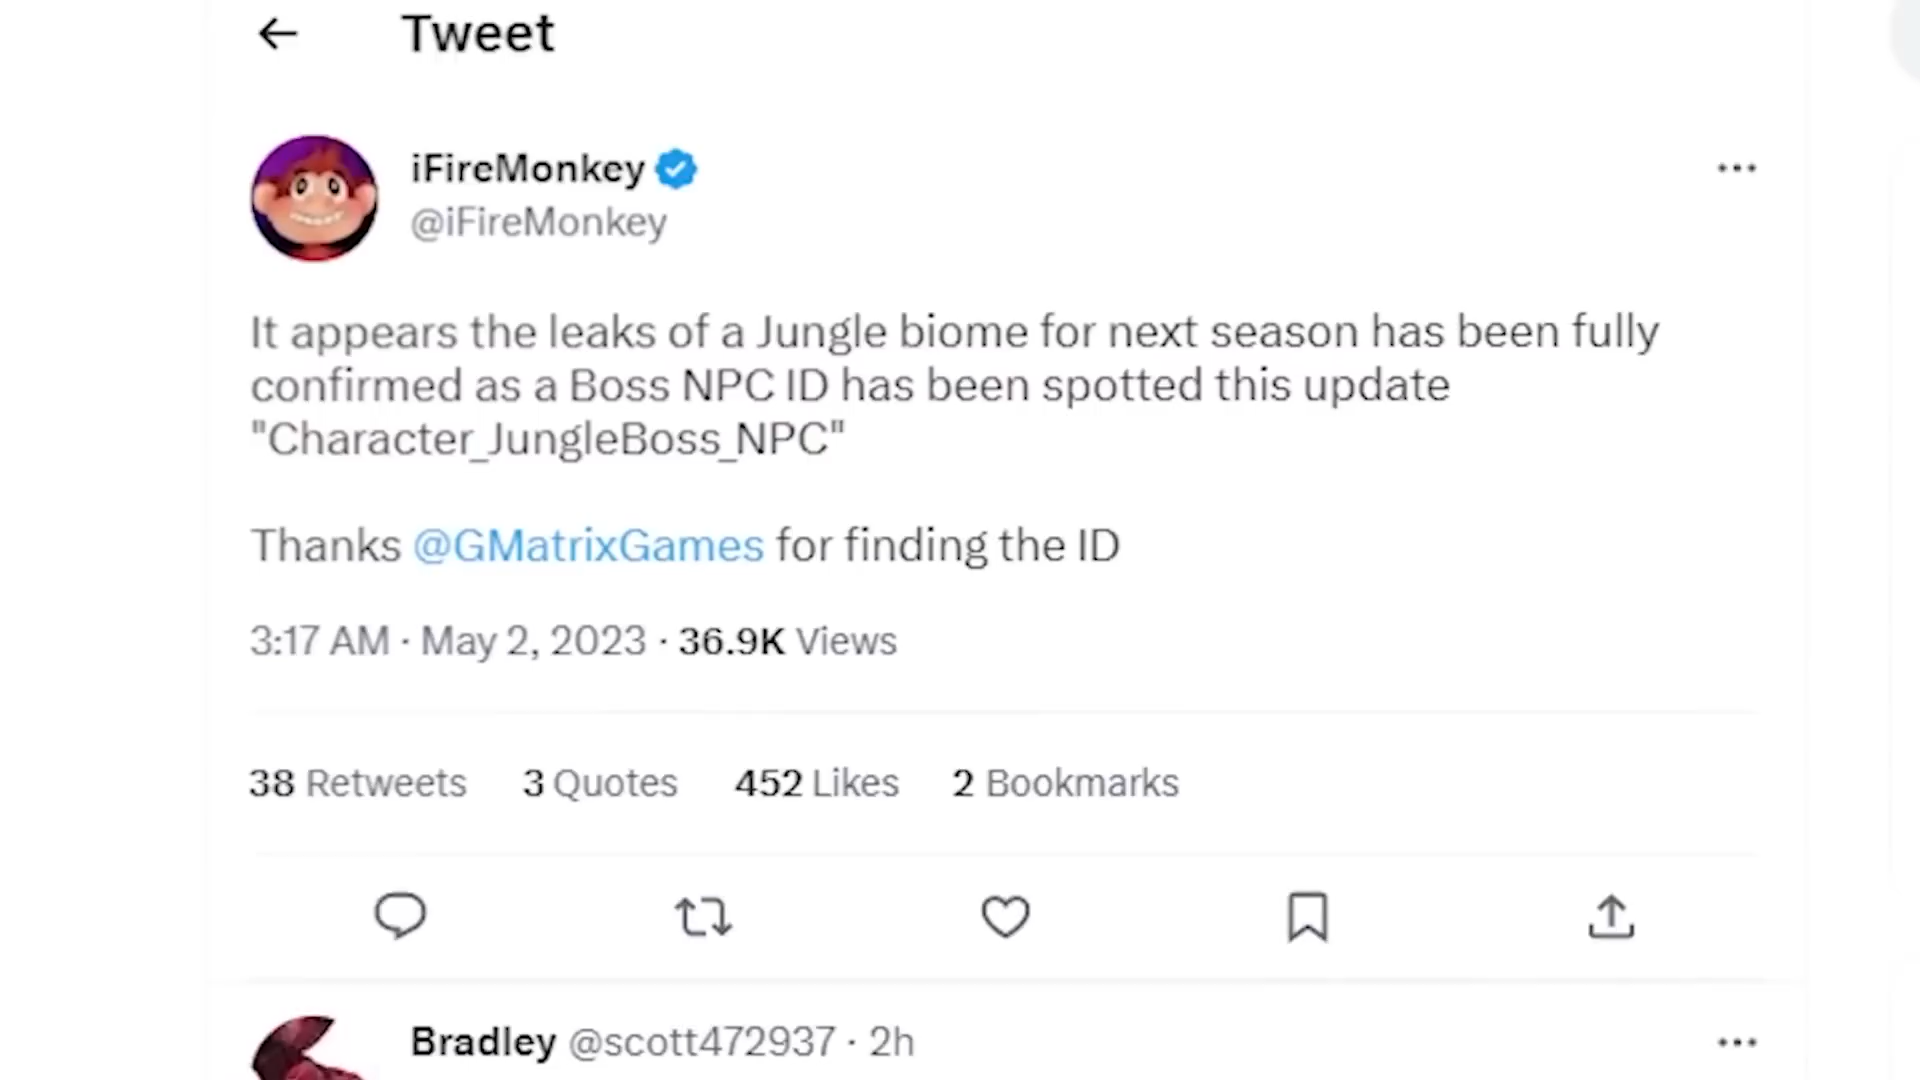 Tweet
iFireMonkey
@iFireMonkey
It appears the leaks of a Jungle biome for next season has been fully
confirmed as a Boss NPC ID has been spotted this update
"Character_JungleBoss_NPC"
Thanks @GMatrixGames for finding the ID
3:17 AM · May 2, 2023 · 36.9K Views
38 Retweets 3 Quotes 452 Likes 2 Bookmarks
Bradley @scott472937 · 2h